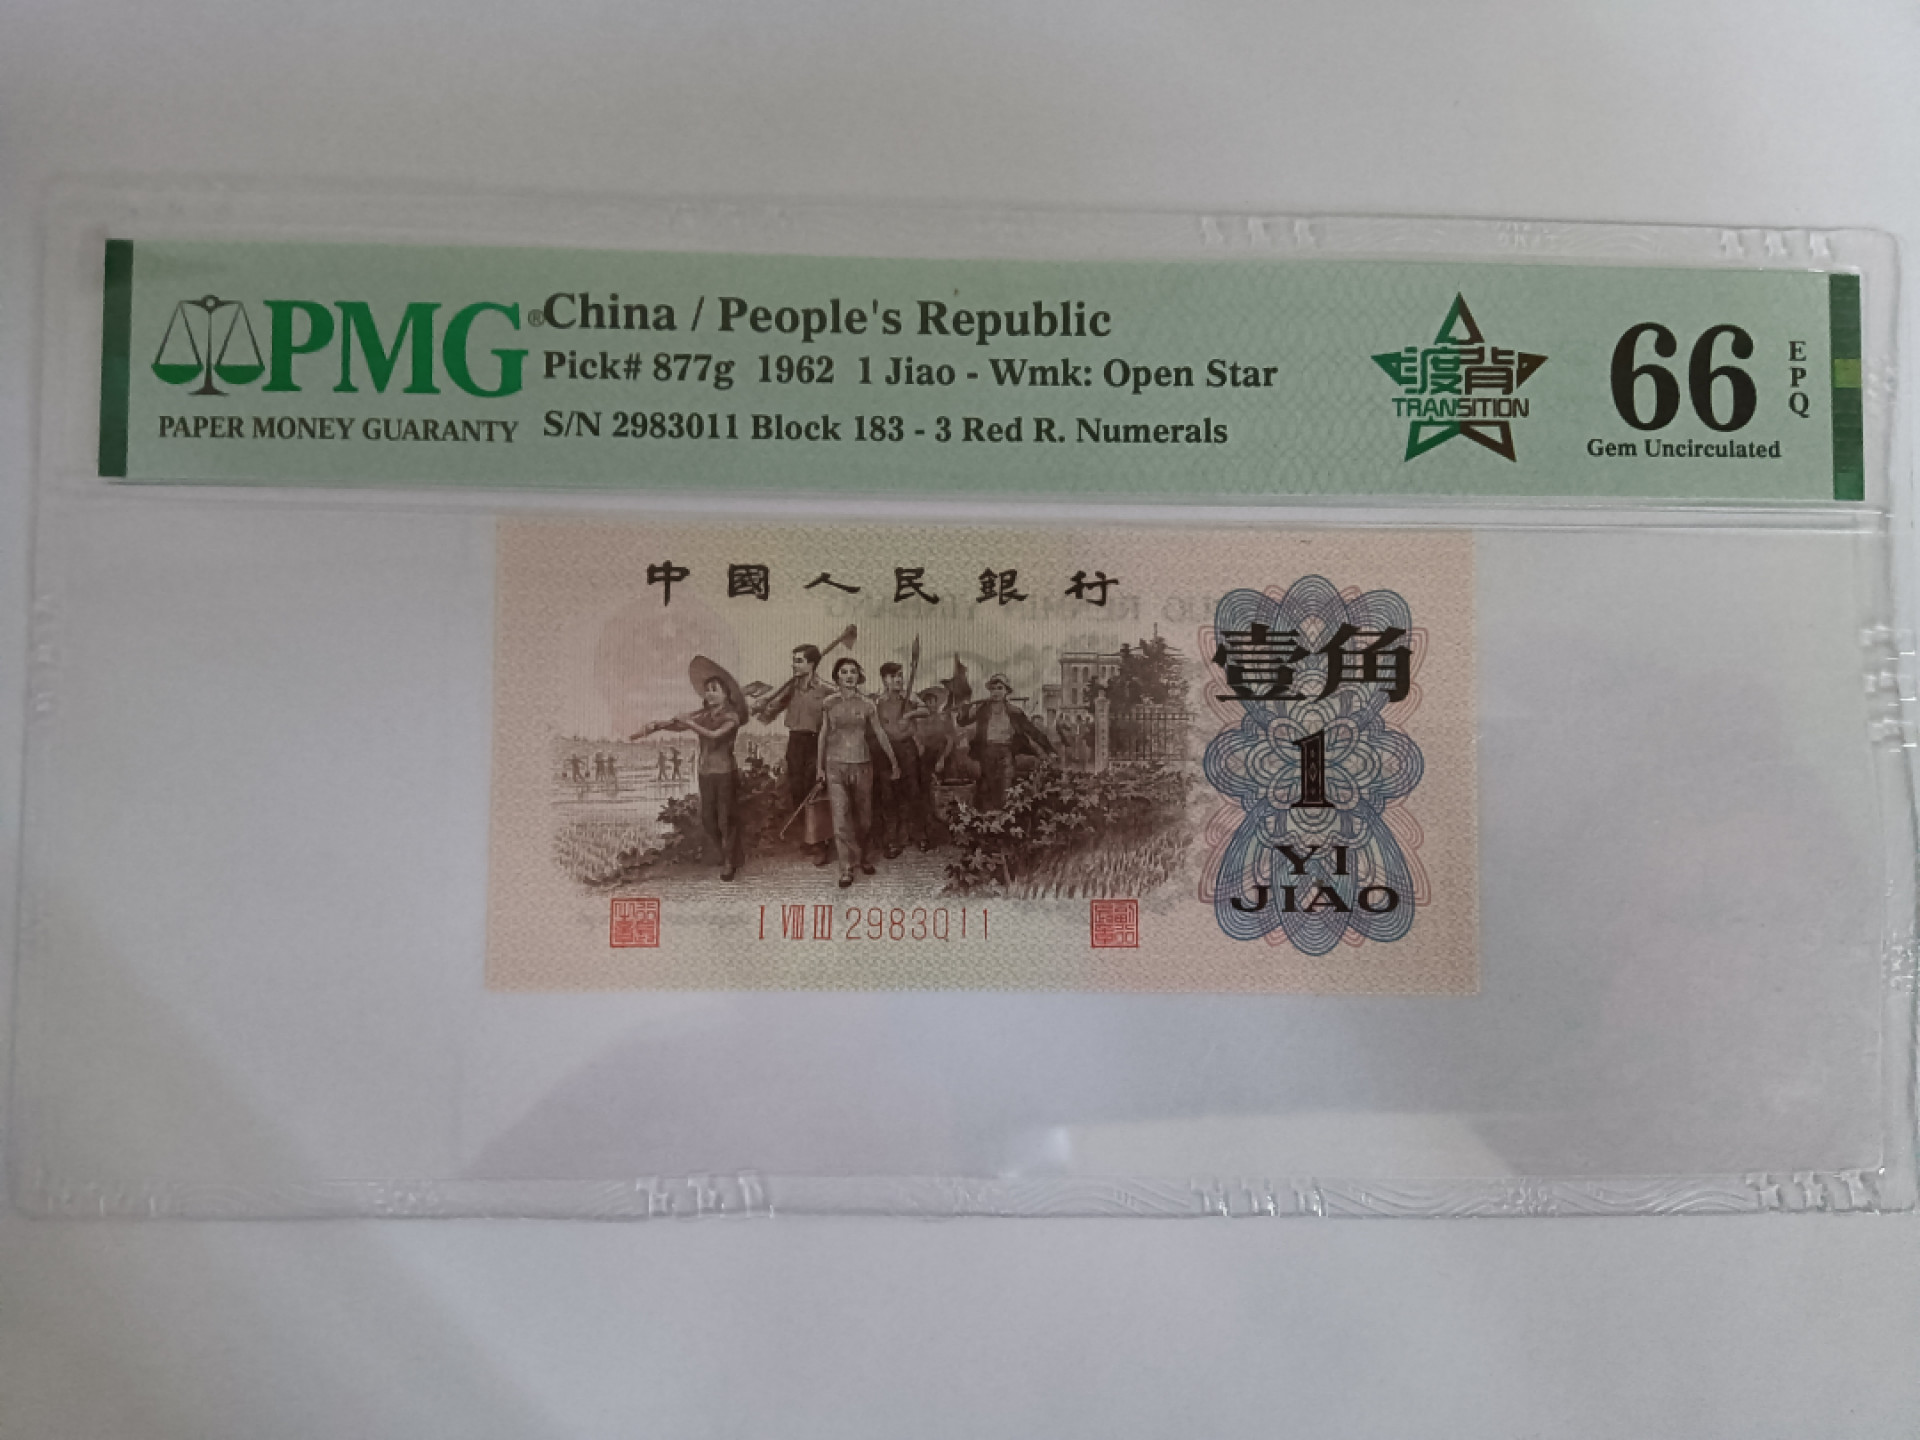 PMG®
PAPER MONEY GUARANTY
China / People's Republic
Pick# 877g 1962 1 Jiao - Wmk: Open Star
S/N 2983011 Block 183 - 3 Red R. Numerals
渡背
TRANSITION
66
EPQ
Gem Uncirculated
中國人民銀行
壹角
1
YI
JIAO
I VIII III 2983011